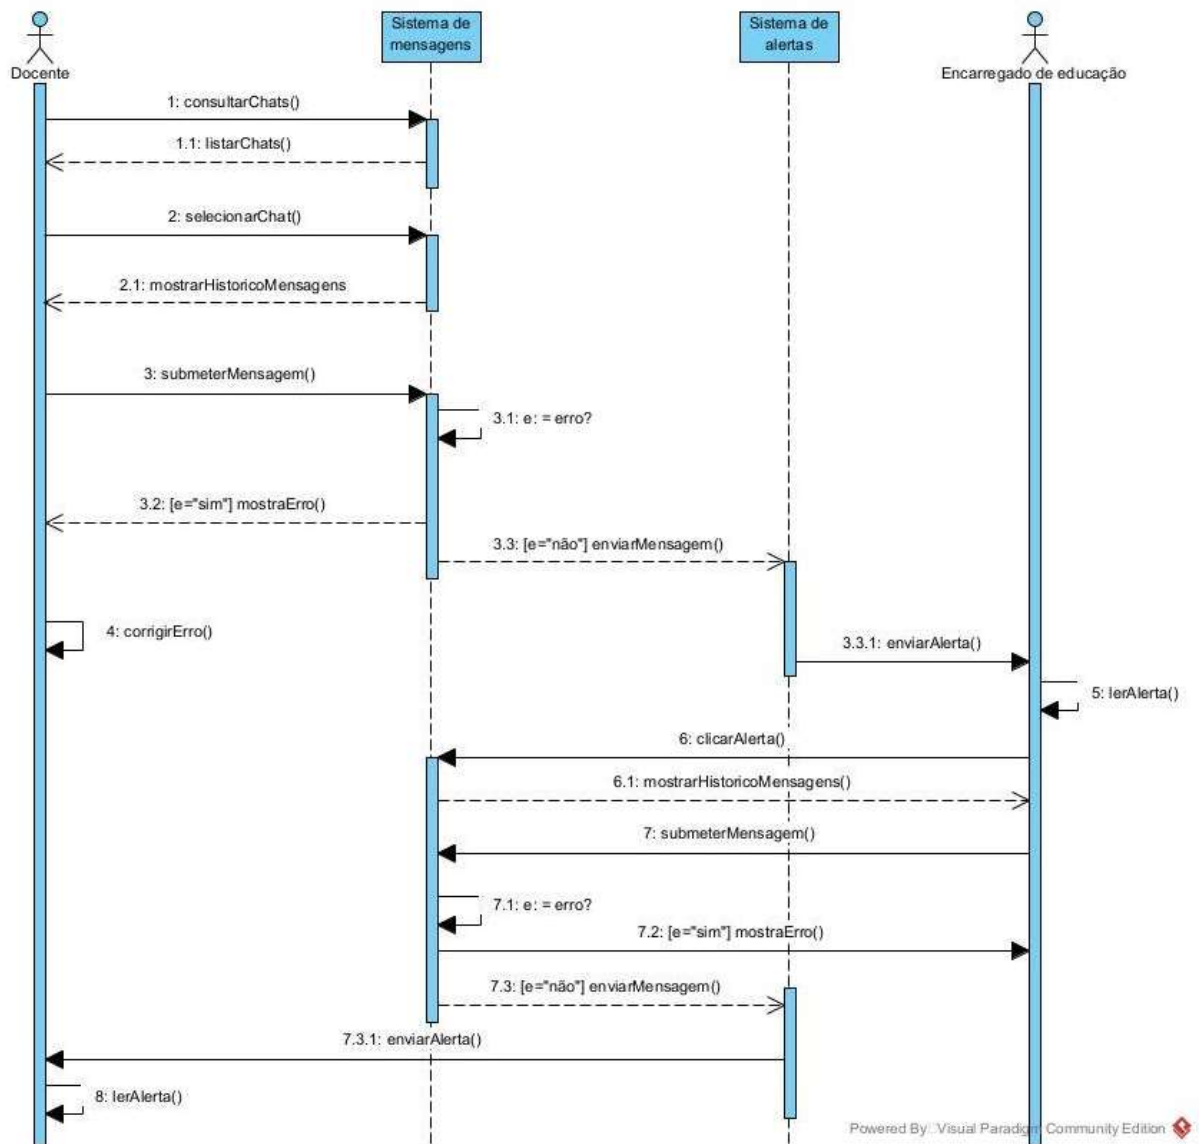 Docente
Sistema de
mensagens
Sistema de
alertas
Encarregado de educação
1: consultarChats()
1.1: listarChats()
2: selecionarChat()
2.1: mostrarHistoricoMensagens
3: submeterMensagem()
3.1: e: = erro?
3.2: [e="sim"] mostraErro()
3.3: [e="não"] enviarMensagem()
4: corrigirErro()
3.3.1: enviarAlerta()
5: lerAlerta()
6: clicarAlerta()
6.1: mostrarHistoricoMensagens()
7: submeterMensagem()
7.1: e: = erro?
7.2: [e="sim"] mostraErro()
7.3: [e="não"] enviarMensagem()
7.3.1: enviarAlerta()
8: lerAlerta()
Powered By Visual Paradigm Community Edition